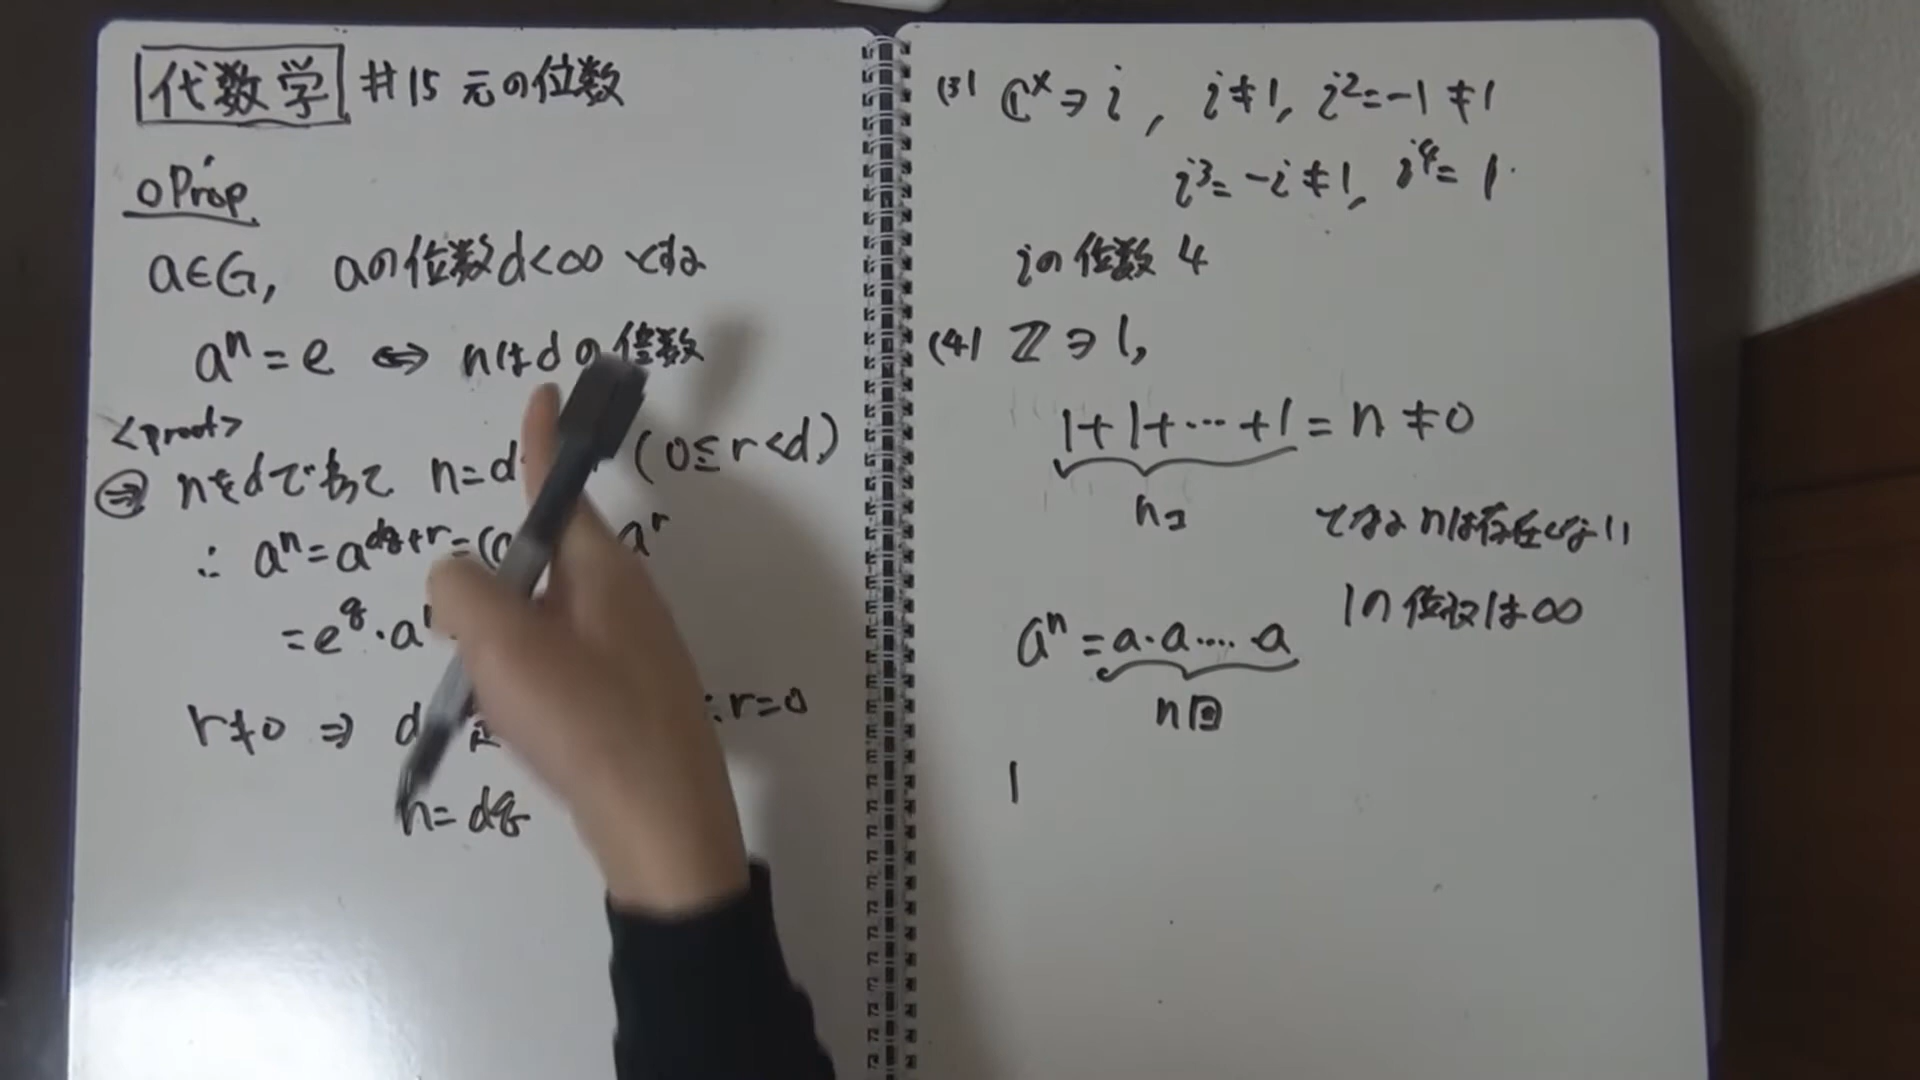 代数学 #15 元の位数
○Prop
a∈G, aの位数d<∞とする
aⁿ=e ⇔ nはdの倍数
<proof>
⇒ nをdでわって n=d (0≦r<d)
∴ aⁿ=a^{dq+r}=(a a^r
=e^q・a
r≠0 ⇒ d ∴r=0
n=dq
(3) ℂ^×∋i, i≠1, i²=-1≠1
i³=-i≠1, i⁴=1.
iの位数 4
(4) ℤ∋1,
1+1+…+1=n≠0
nコ
となるnは存在しない
1の位数は∞
aⁿ=a・a・…・a
n回
1